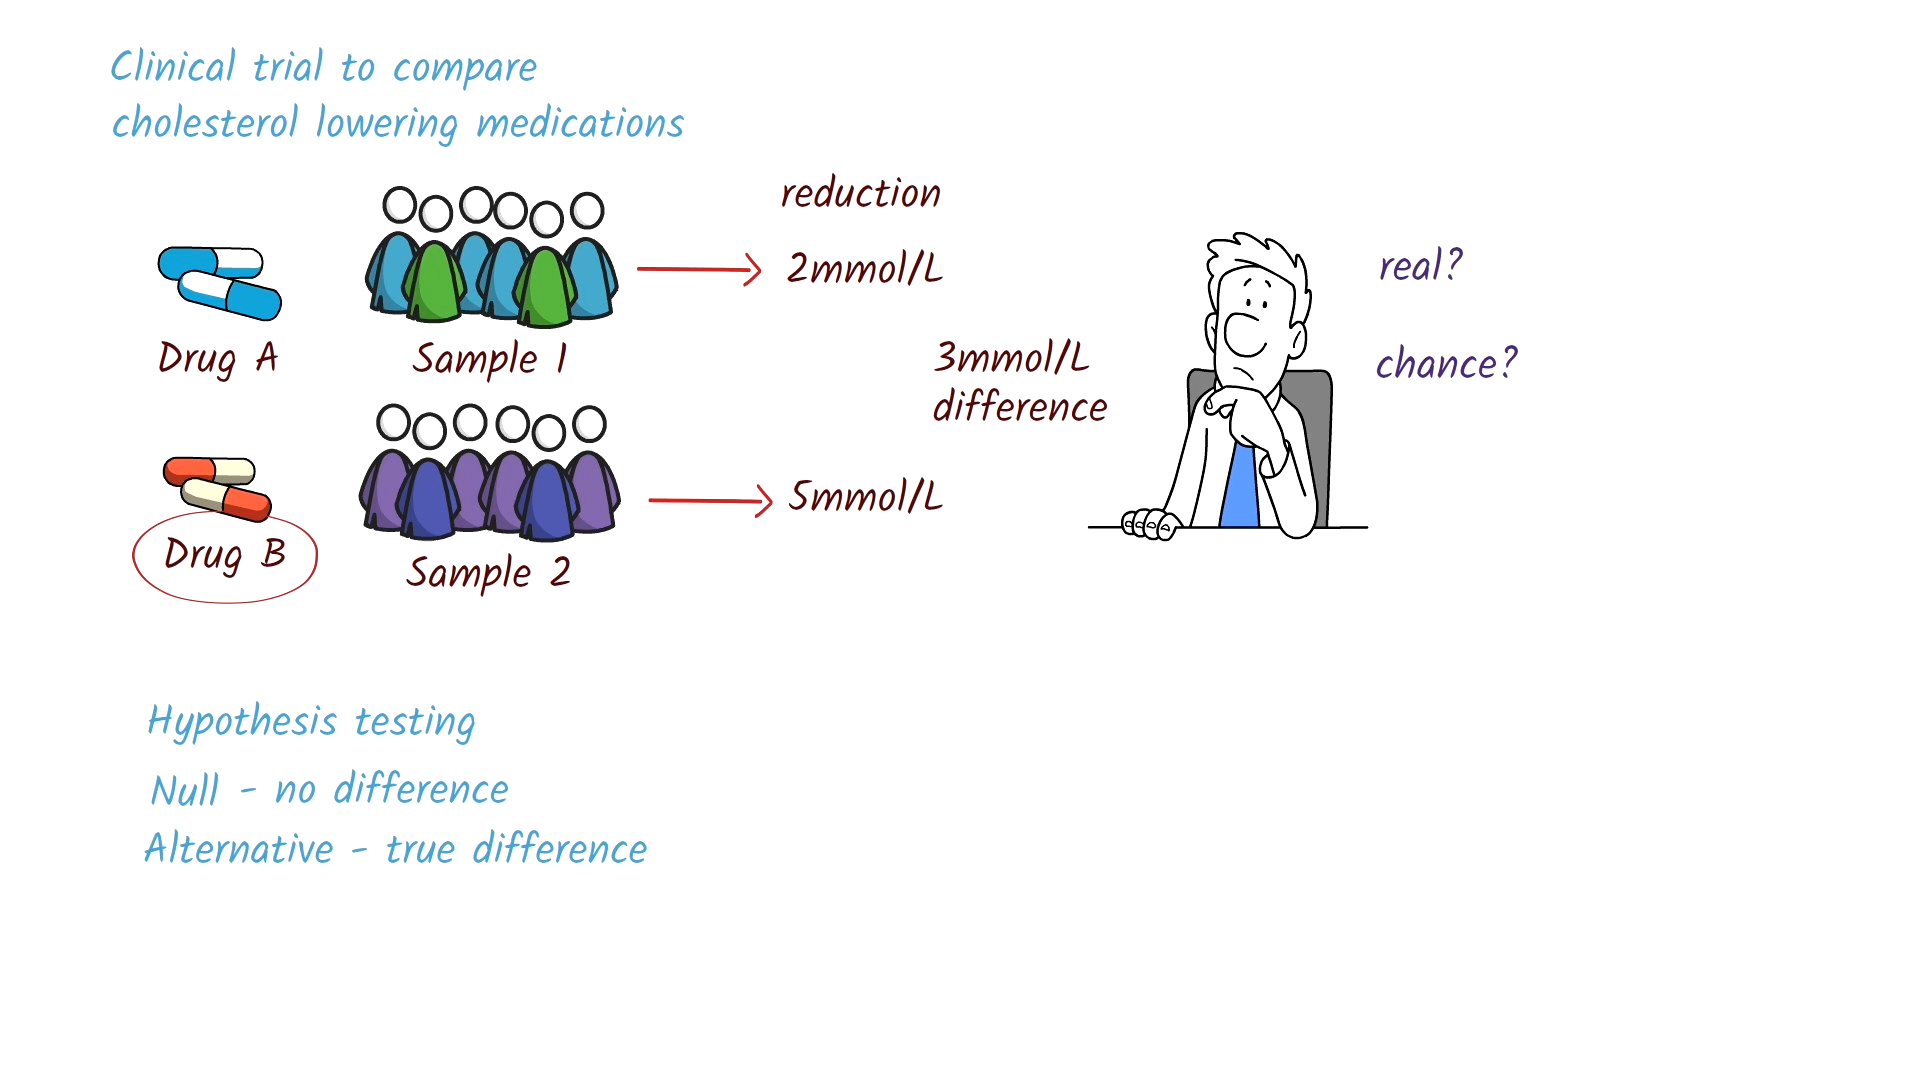 Clinical trial to compare
cholesterol lowering medications
reduction
2mmol/L
real?
Drug A
Sample 1
3mmol/L
difference
chance?
5mmol/L
Drug B
Sample 2
Hypothesis testing
Null - no difference
Alternative - true difference